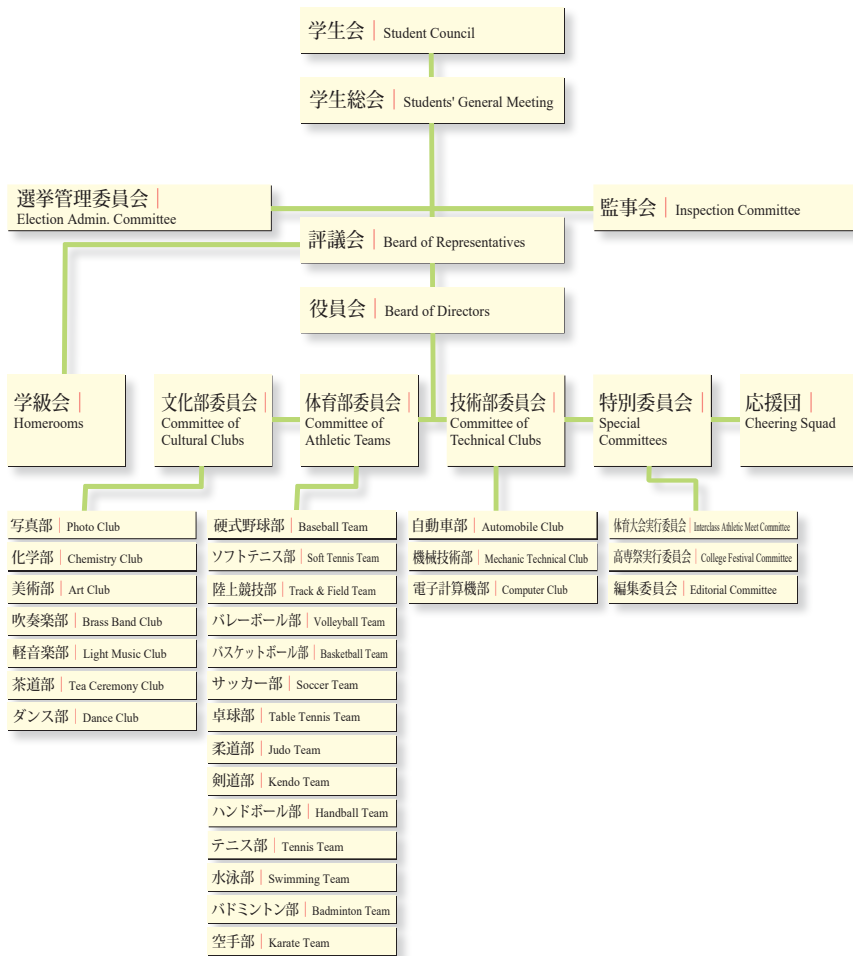 学生会 | Student Council
学生総会 | Students' General Meeting
選挙管理委員会 |
Election Admin. Committee
監事会 | Inspection Committee
評議会 | Beard of Representatives
役員会 | Beard of Directors
学級会 |
Homerooms
文化部委員会 |
Committee of
Cultural Clubs
体育部委員会 |
Committee of
Athletic Teams
技術部委員会 |
Committee of
Technical Clubs
特別委員会 |
Special
Committees
応援団 |
Cheering Squad
写真部 | Photo Club
化学部 | Chemistry Club
美術部 | Art Club
吹奏楽部 | Brass Band Club
軽音楽部 | Light Music Club
茶道部 | Tea Ceremony Club
ダンス部 | Dance Club
硬式野球部 | Baseball Team
ソフトテニス部 | Soft Tennis Team
陸上競技部 | Track & Field Team
バレーボール部 | Volleyball Team
バスケットボール部 | Basketball Team
サッカー部 | Soccer Team
卓球部 | Table Tennis Team
柔道部 | Judo Team
剣道部 | Kendo Team
ハンドボール部 | Handball Team
テニス部 | Tennis Team
水泳部 | Swimming Team
バドミントン部 | Badminton Team
空手部 | Karate Team
自動車部 | Automobile Club
機械技術部 | Mechanic Technical Club
電子計算機部 | Computer Club
体育大会実行委員会 | Interclass Athletic Meet Committee
高専祭実行委員会 | College Festival Committee
編集委員会 | Editorial Committee